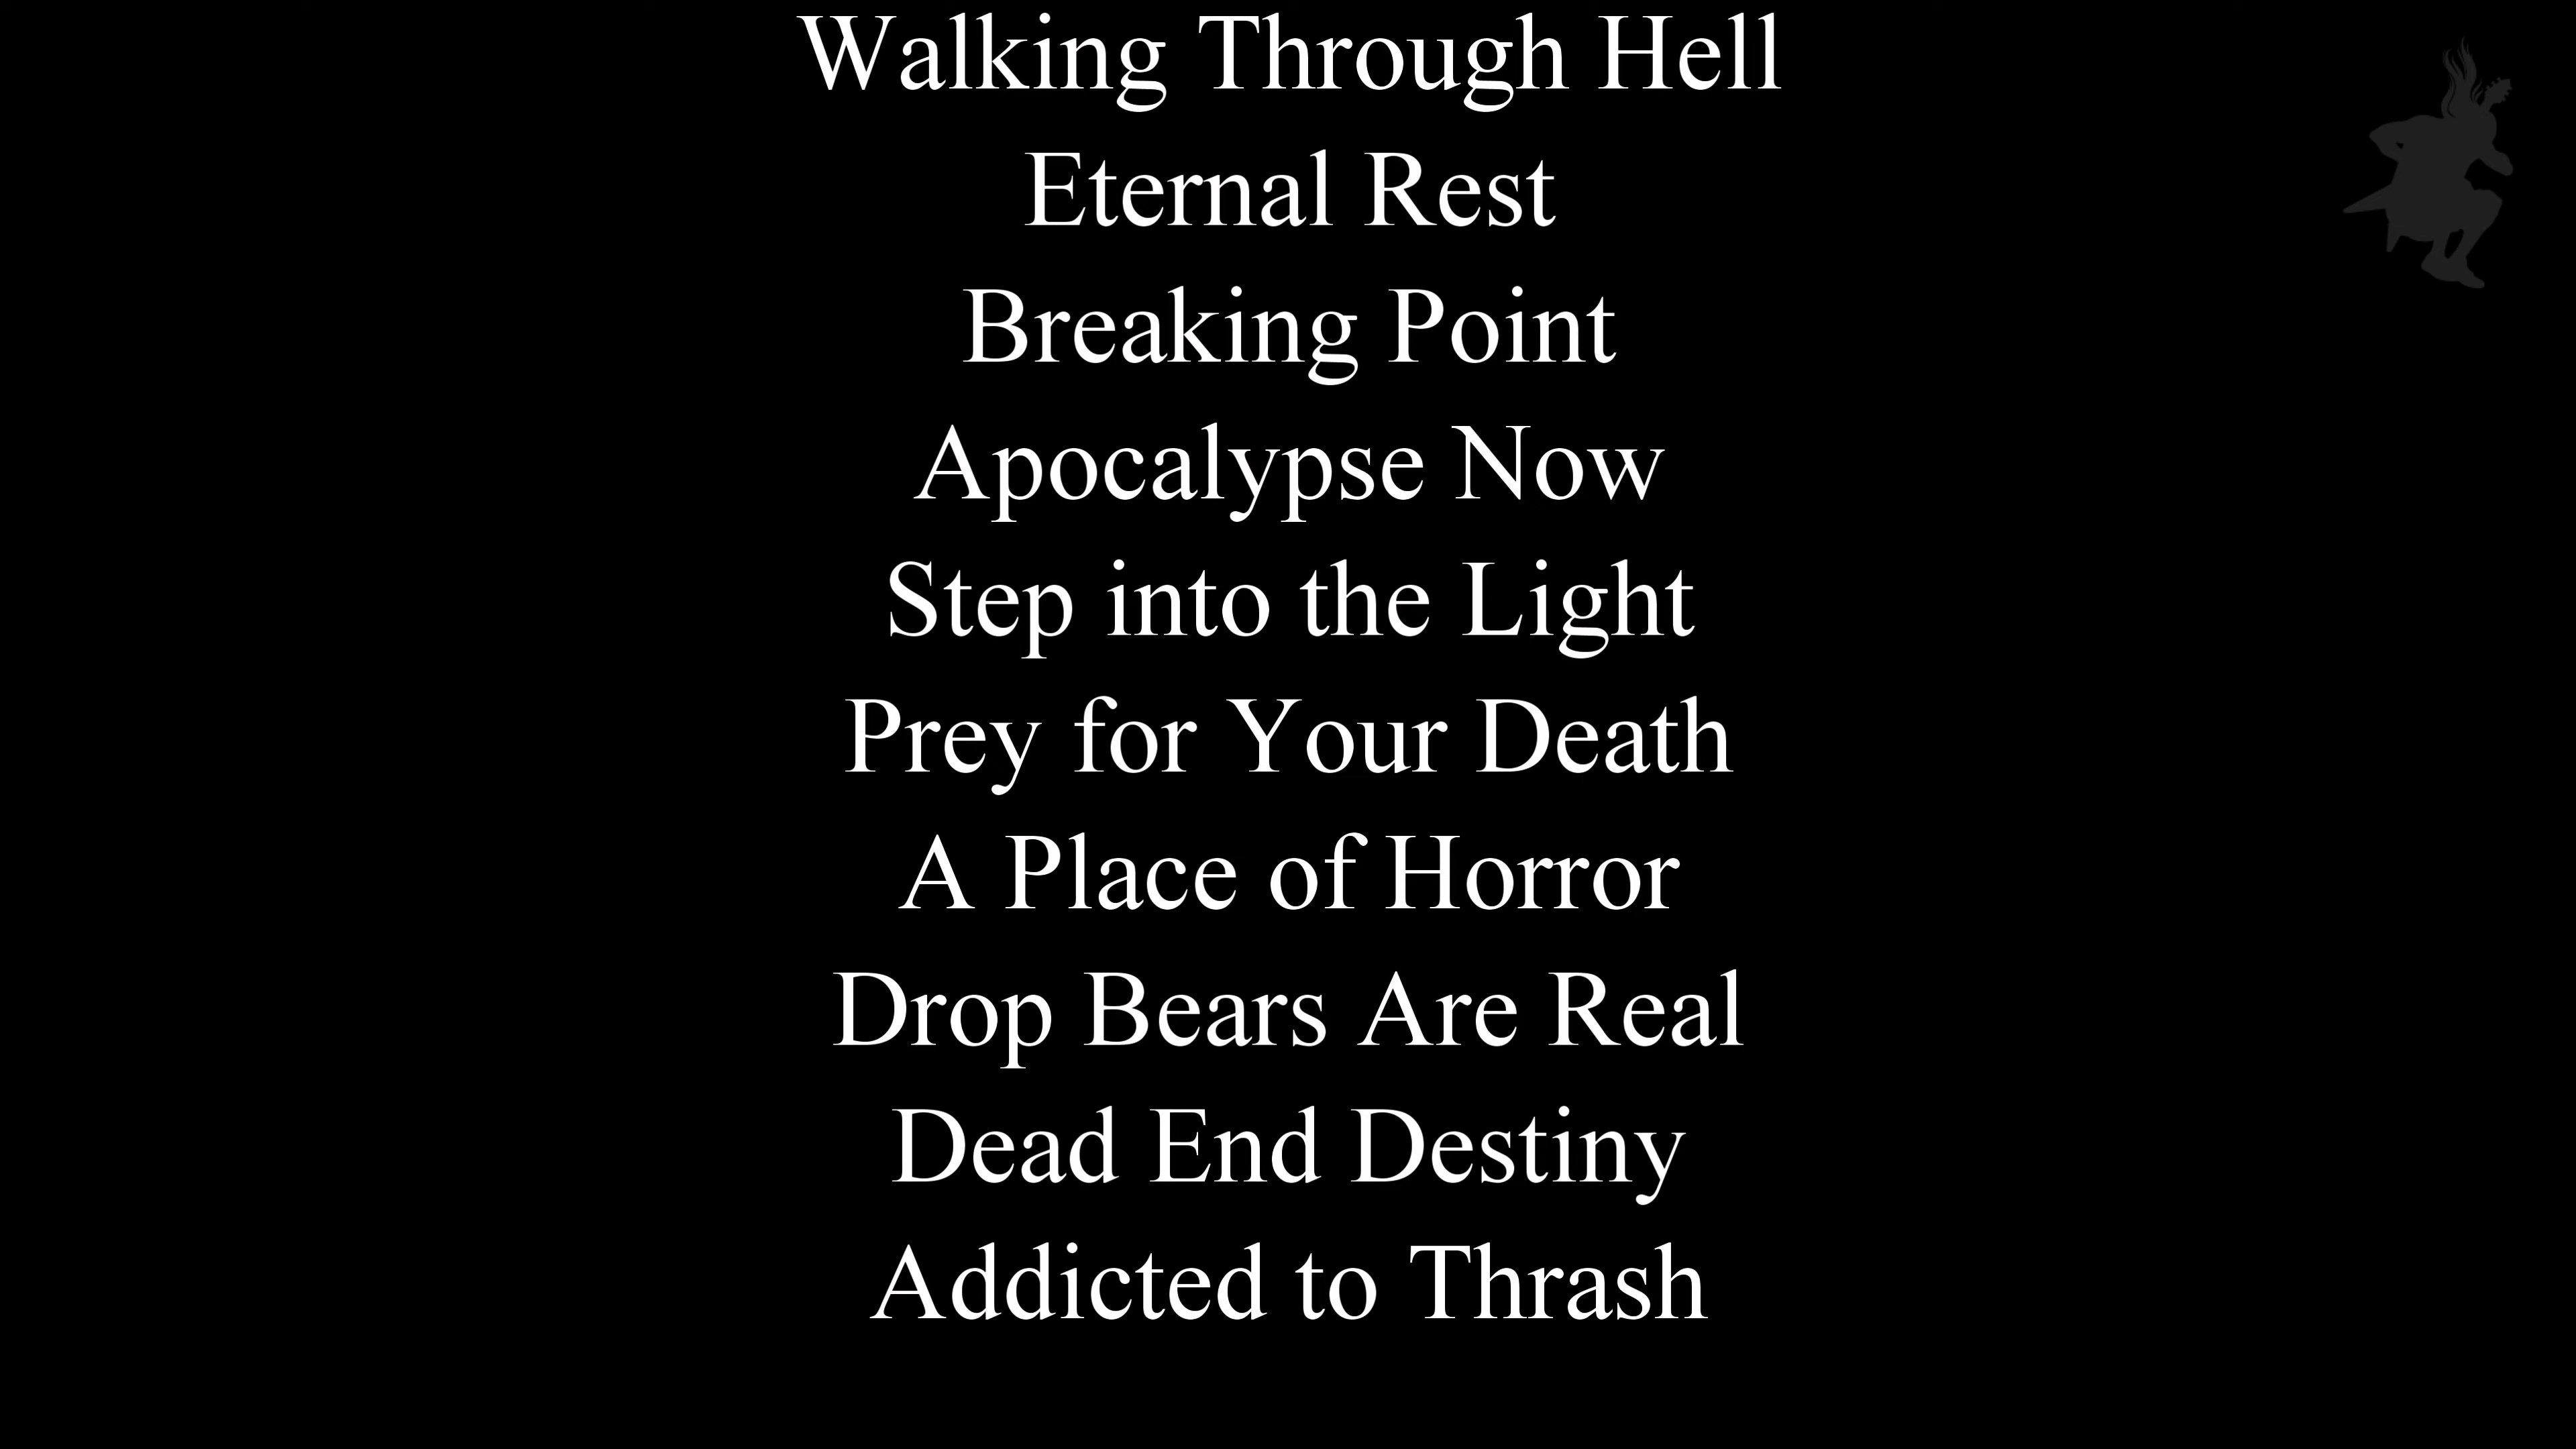 Walking Through Hell
Eternal Rest
Breaking Point
Apocalypse Now
Step into the Light
Prey for Your Death
A Place of Horror
Drop Bears Are Real
Dead End Destiny
Addicted to Thrash